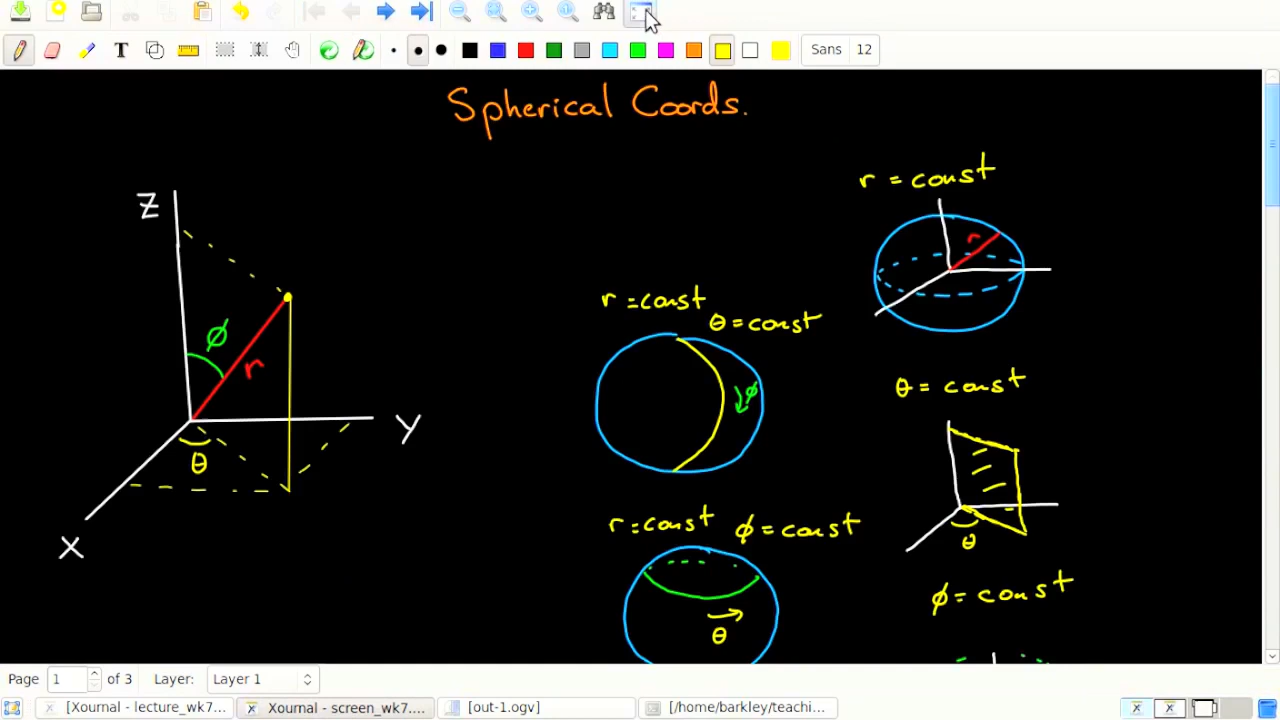 T
Sans 12
Spherical Coords.
r = const
r
Z
r = const
θ = const
ϕ
r
ϕ
θ = const
y
θ
r = const ϕ = const
θ
x
ϕ = const
θ
Page 1 of 3 Layer: Layer 1
[Xournal - lecture_wk7... Xournal - screen_wk7.... [out-1.ogv] [/home/barkley/teachi...